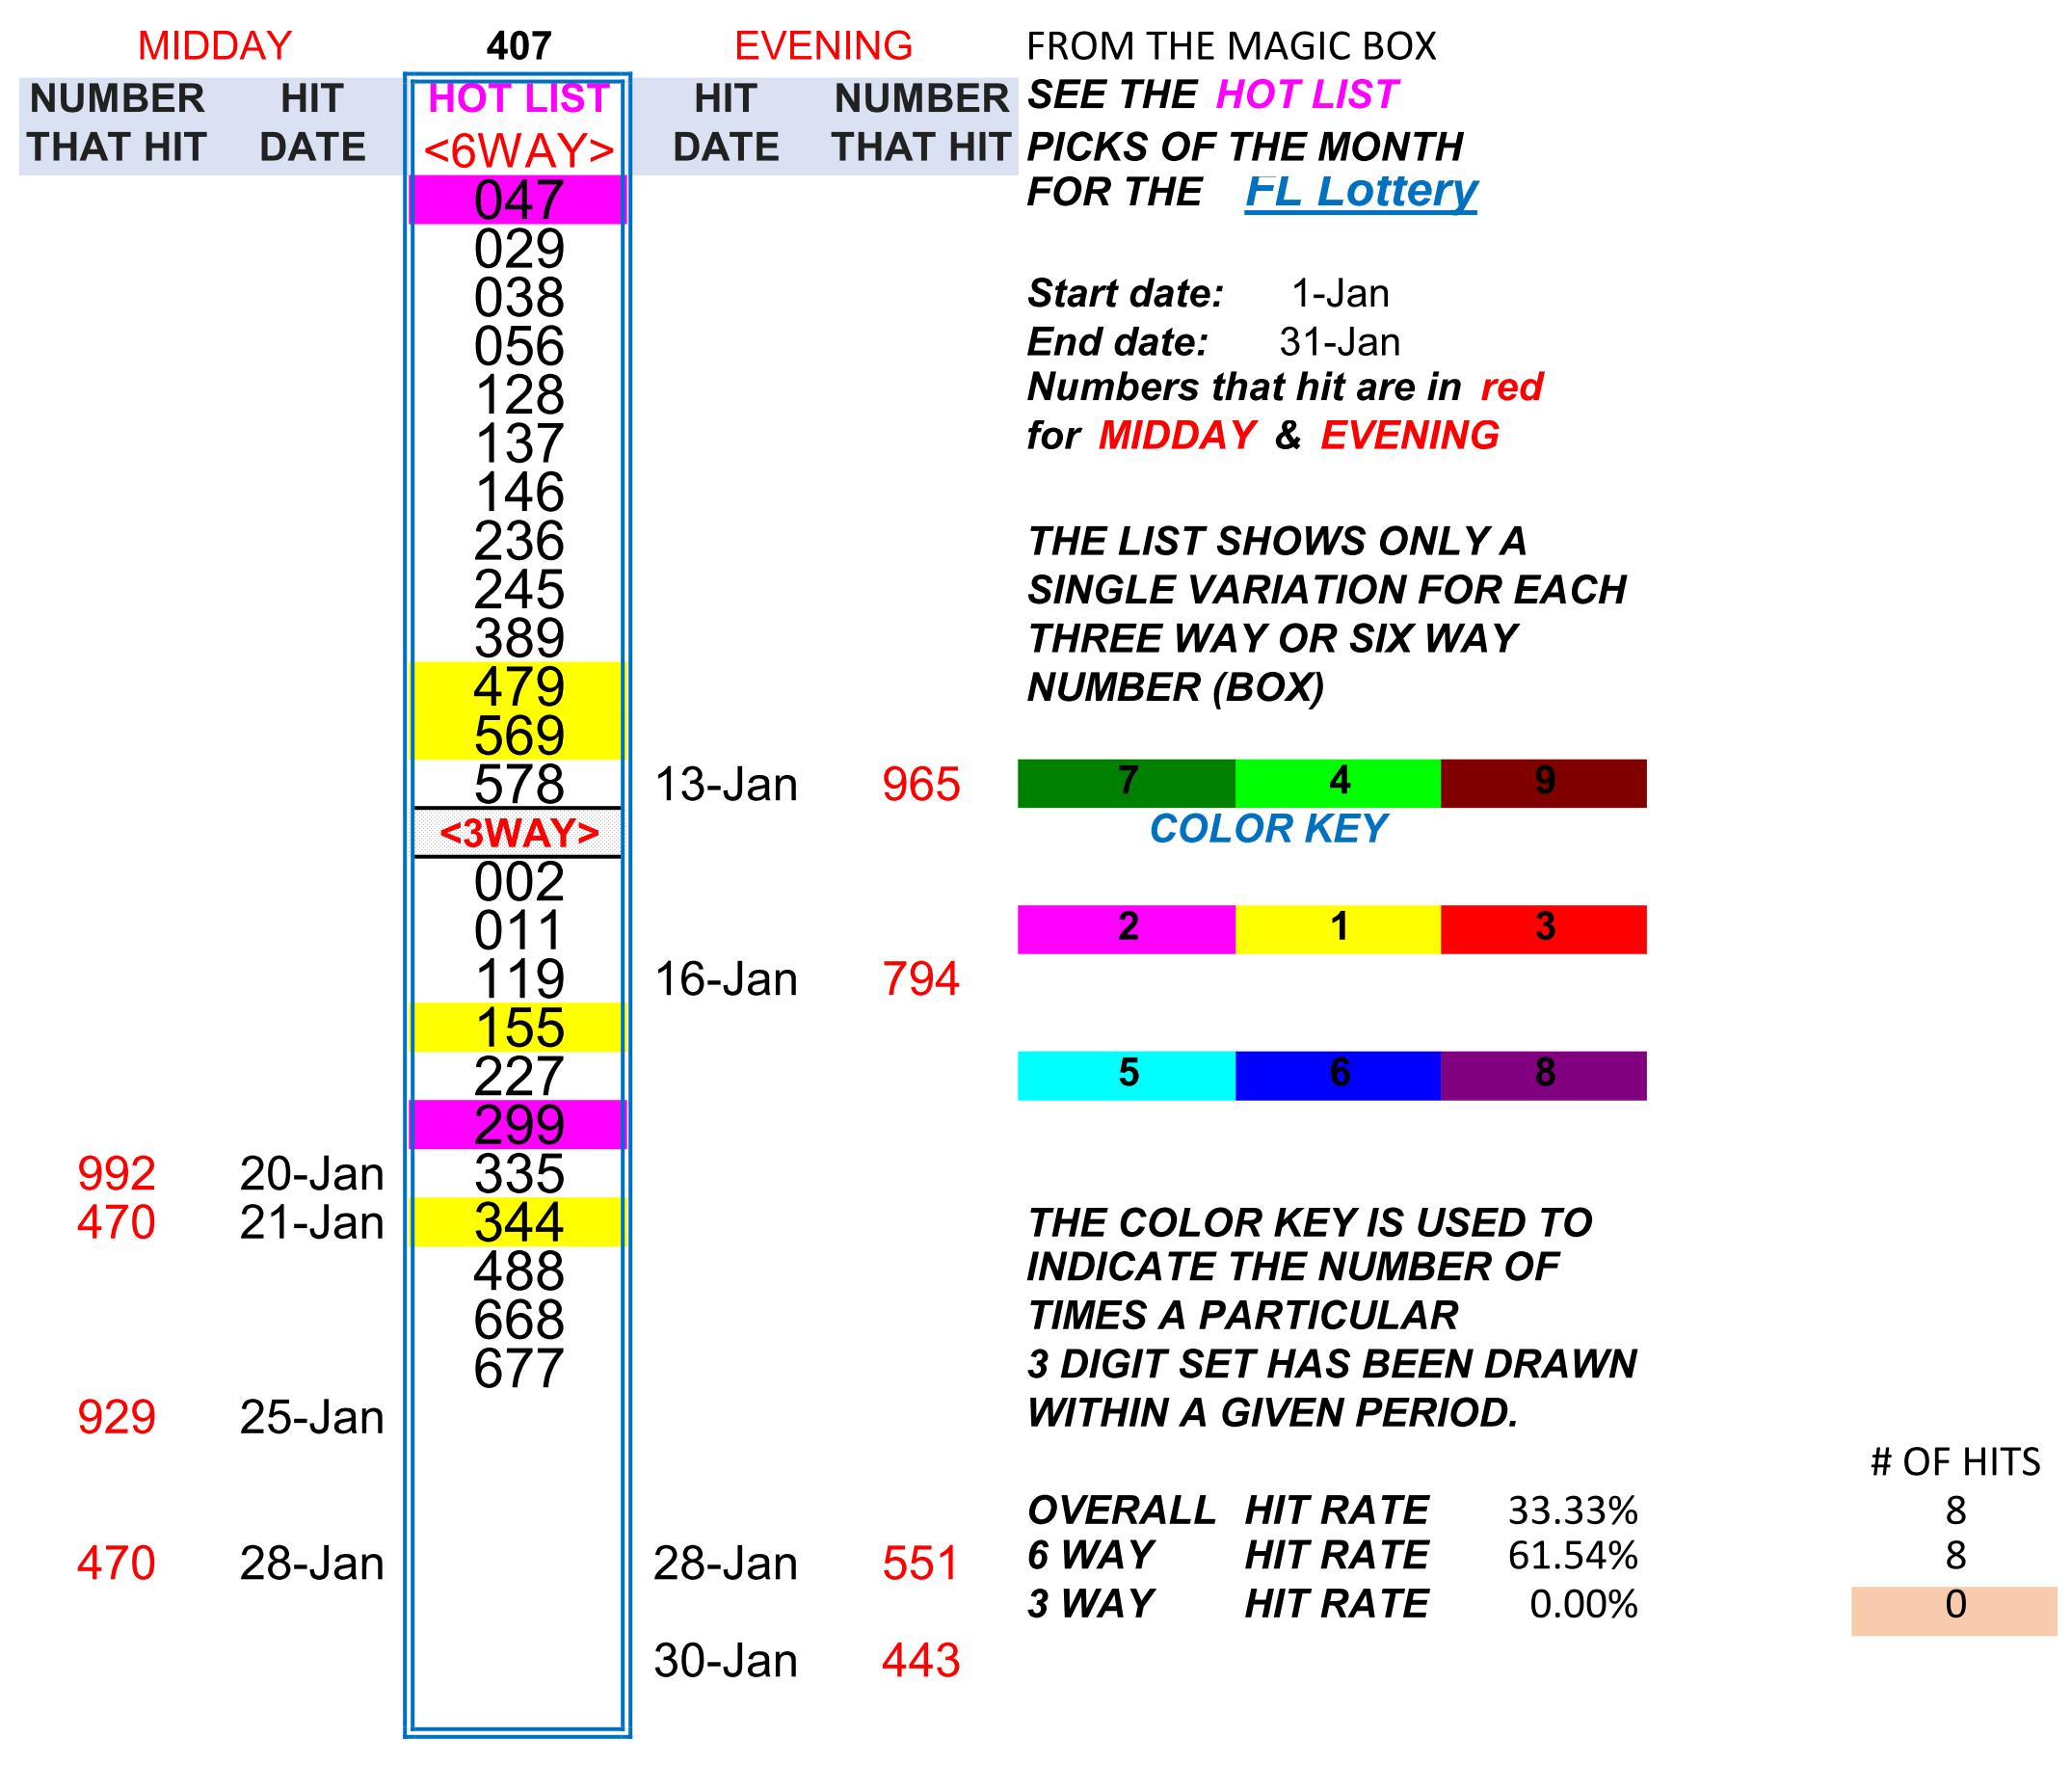 MIDDAY 407 EVENING FROM THE MAGIC BOX
NUMBER HIT HOT LIST HIT NUMBER SEE THE HOT LIST
THAT HIT DATE <6WAY> DATE THAT HIT PICKS OF THE MONTH
047 FOR THE FL Lottery
029
038 Start date: 1-Jan
056 End date: 31-Jan
128 Numbers that hit are in red
137 for MIDDAY & EVENING
146
236 THE LIST SHOWS ONLY A
245 SINGLE VARIATION FOR EACH
389 THREE WAY OR SIX WAY
479 NUMBER (BOX)
569
578 13-Jan 965 7 4 9
<3WAY> COLOR KEY
002
011 2 1 3
119 16-Jan 794
155
227 5 6 8
299
992 20-Jan 335
470 21-Jan 344 THE COLOR KEY IS USED TO
488 INDICATE THE NUMBER OF
668 TIMES A PARTICULAR
677 3 DIGIT SET HAS BEEN DRAWN
929 25-Jan WITHIN A GIVEN PERIOD.
# OF HITS
OVERALL HIT RATE 33.33% 8
470 28-Jan 28-Jan 551 6 WAY HIT RATE 61.54% 8
3 WAY HIT RATE 0.00% 0
30-Jan 443